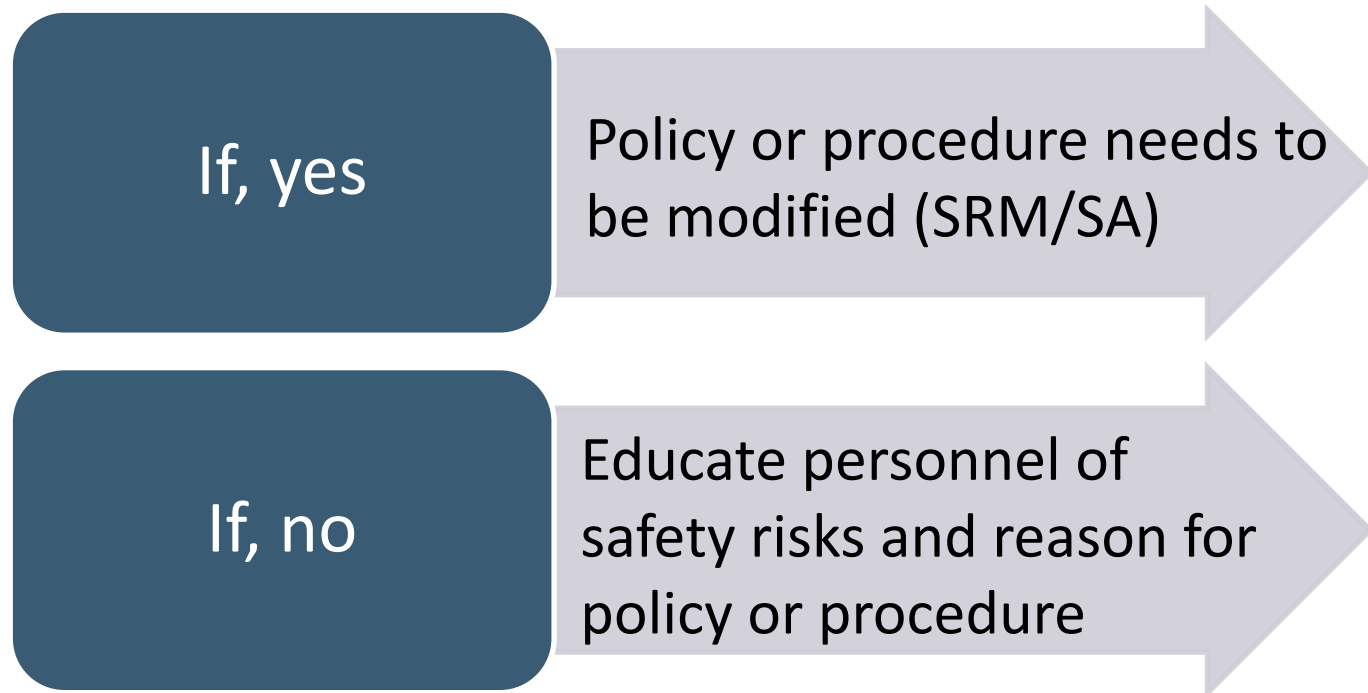 If, yes
Policy or procedure needs to
be modified (SRM/SA)
If, no
Educate personnel of
safety risks and reason for
policy or procedure